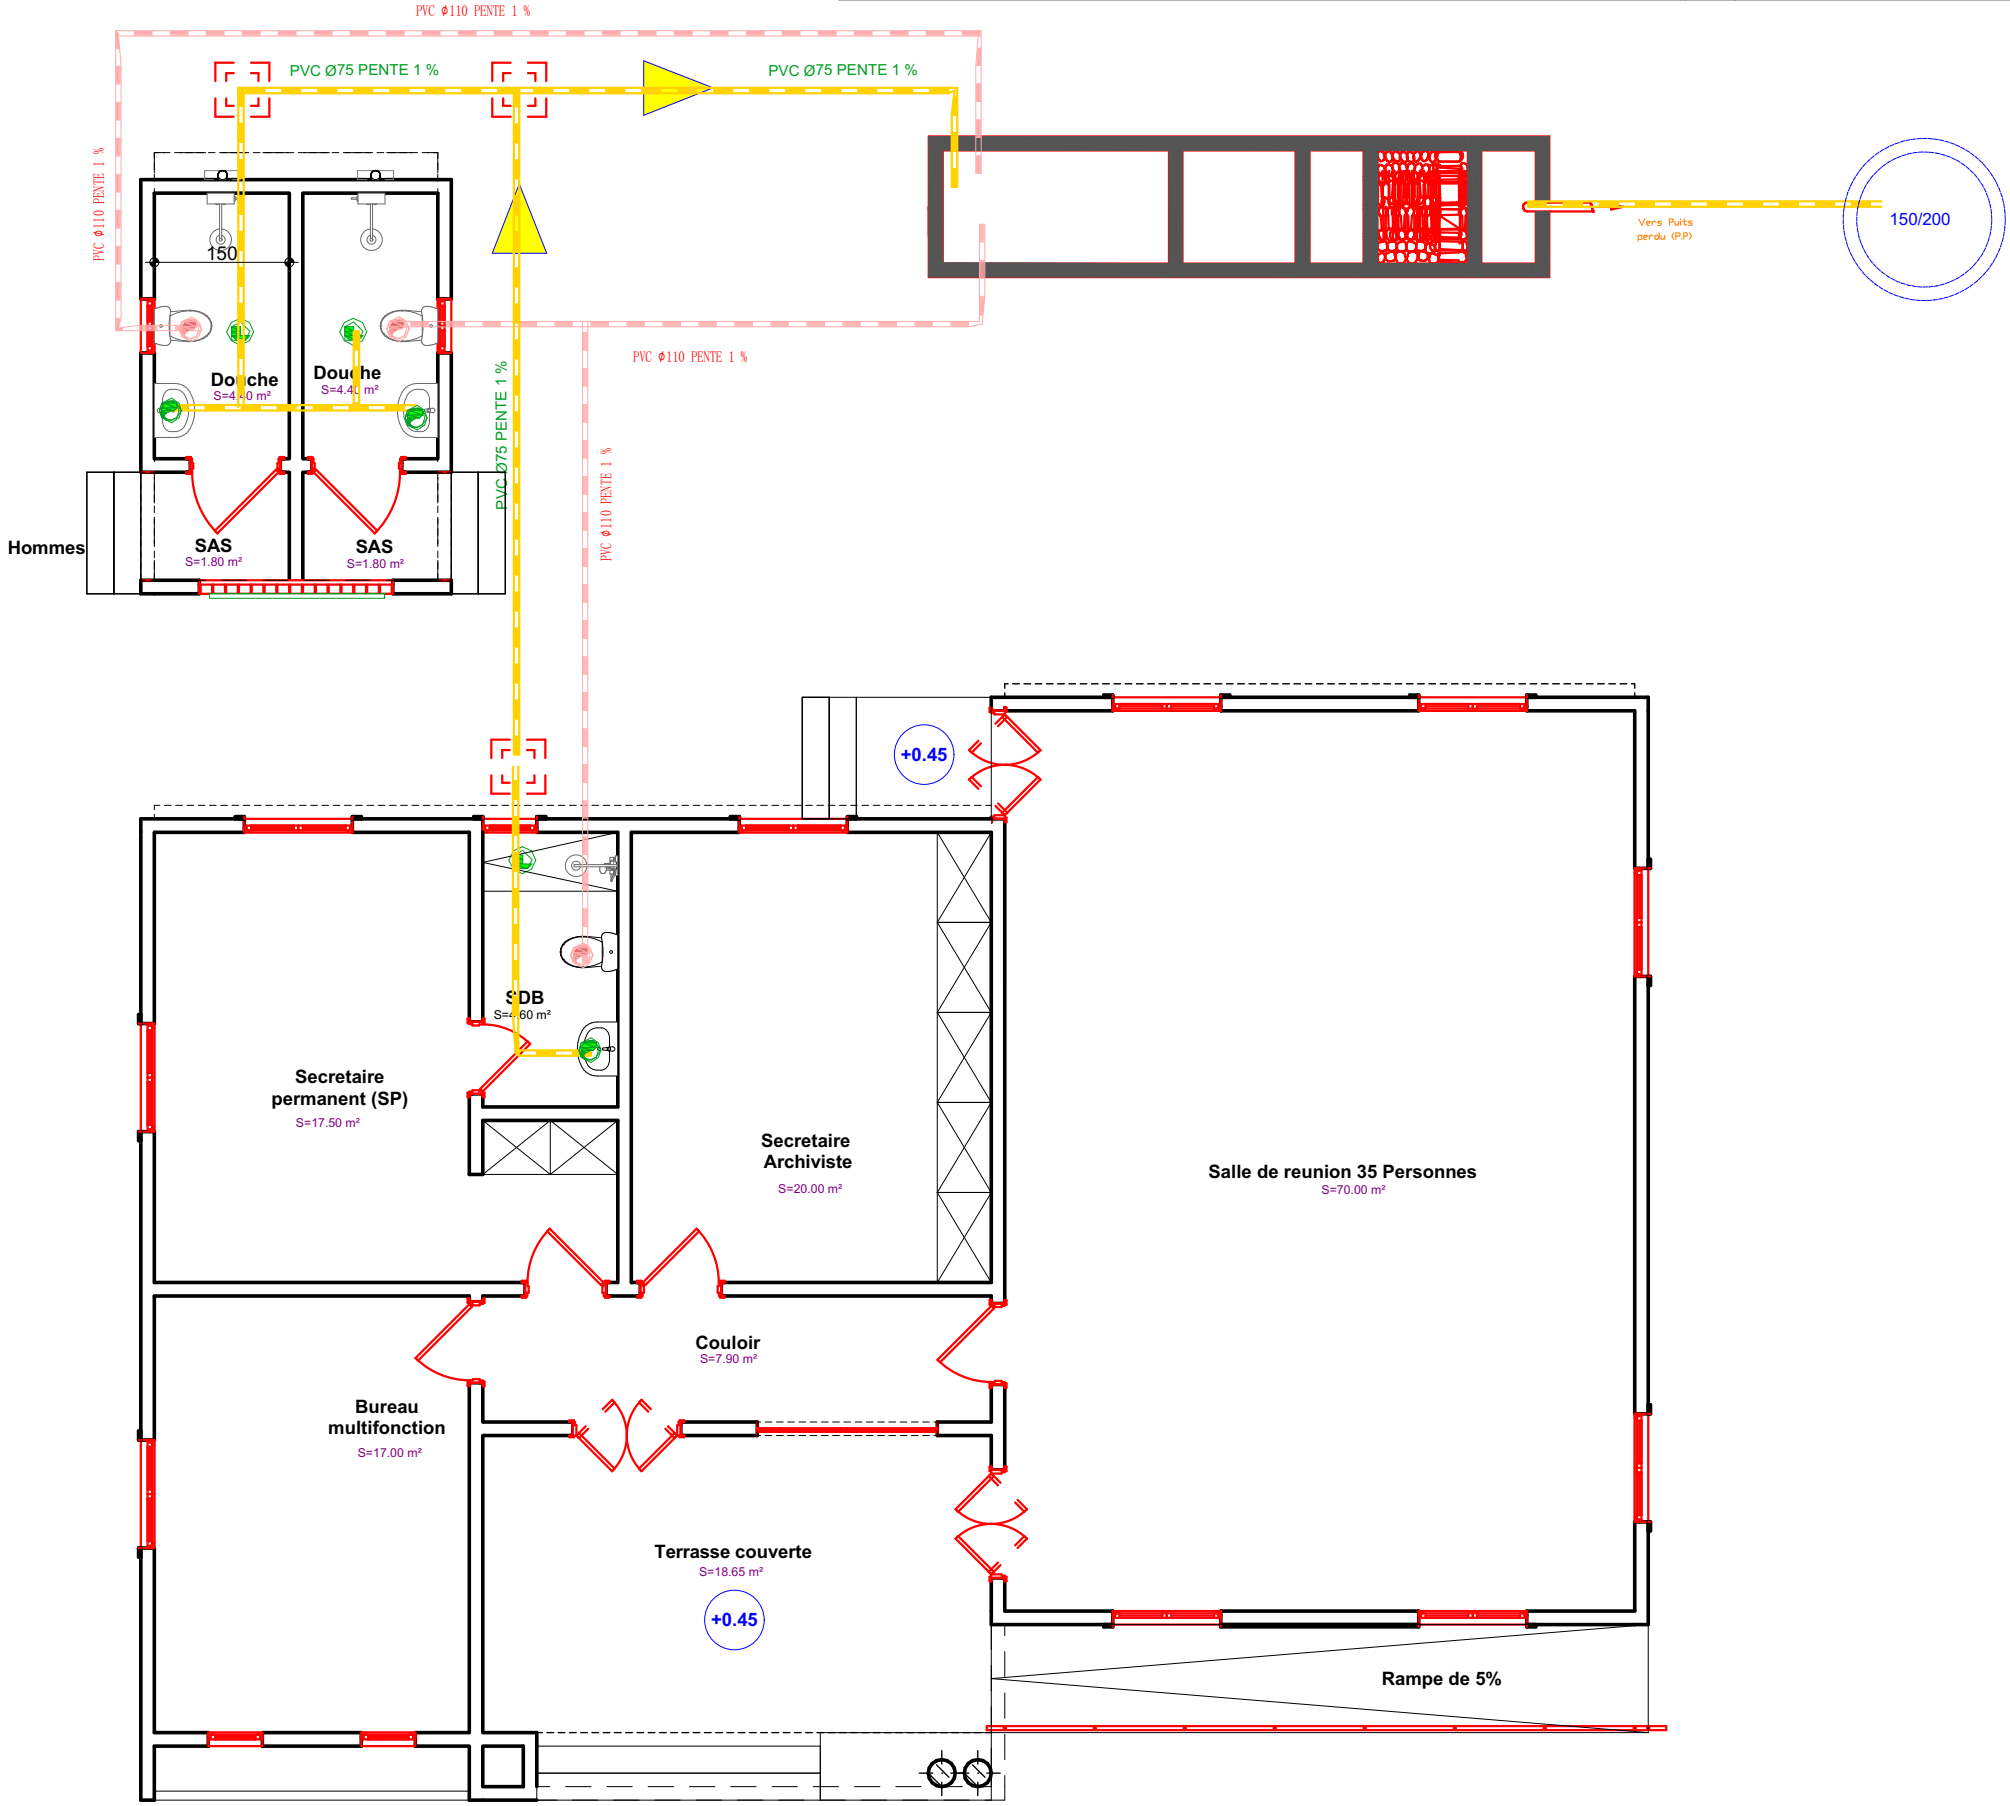 PVC ϕ110 PENTE 1 %
PVC Ø75 PENTE 1 %
PVC Ø75 PENTE 1 %
PVC ϕ110 PENTE 1 %
150
Vers Puits
perdu (PP)
150/200
PVC ϕ110 PENTE 1 %
Douche
S=4.40 m²
Douche
S=4.40 m²
PVC Ø75 PENTE 1 %
PVC ϕ110 PENTE 1 %
Hommes
SAS
S=1.80 m²
SAS
S=1.80 m²
+0.45
SDB
S=4.60 m²
Secretaire
permanent (SP)
S=17.50 m²
Secretaire
Archiviste
S=20.00 m²
Salle de reunion 35 Personnes
S=70.00 m²
Couloir
S=7.90 m²
Bureau
multifonction
S=17.00 m²
Terrasse couverte
S=18.65 m²
+0.45
Rampe de 5%